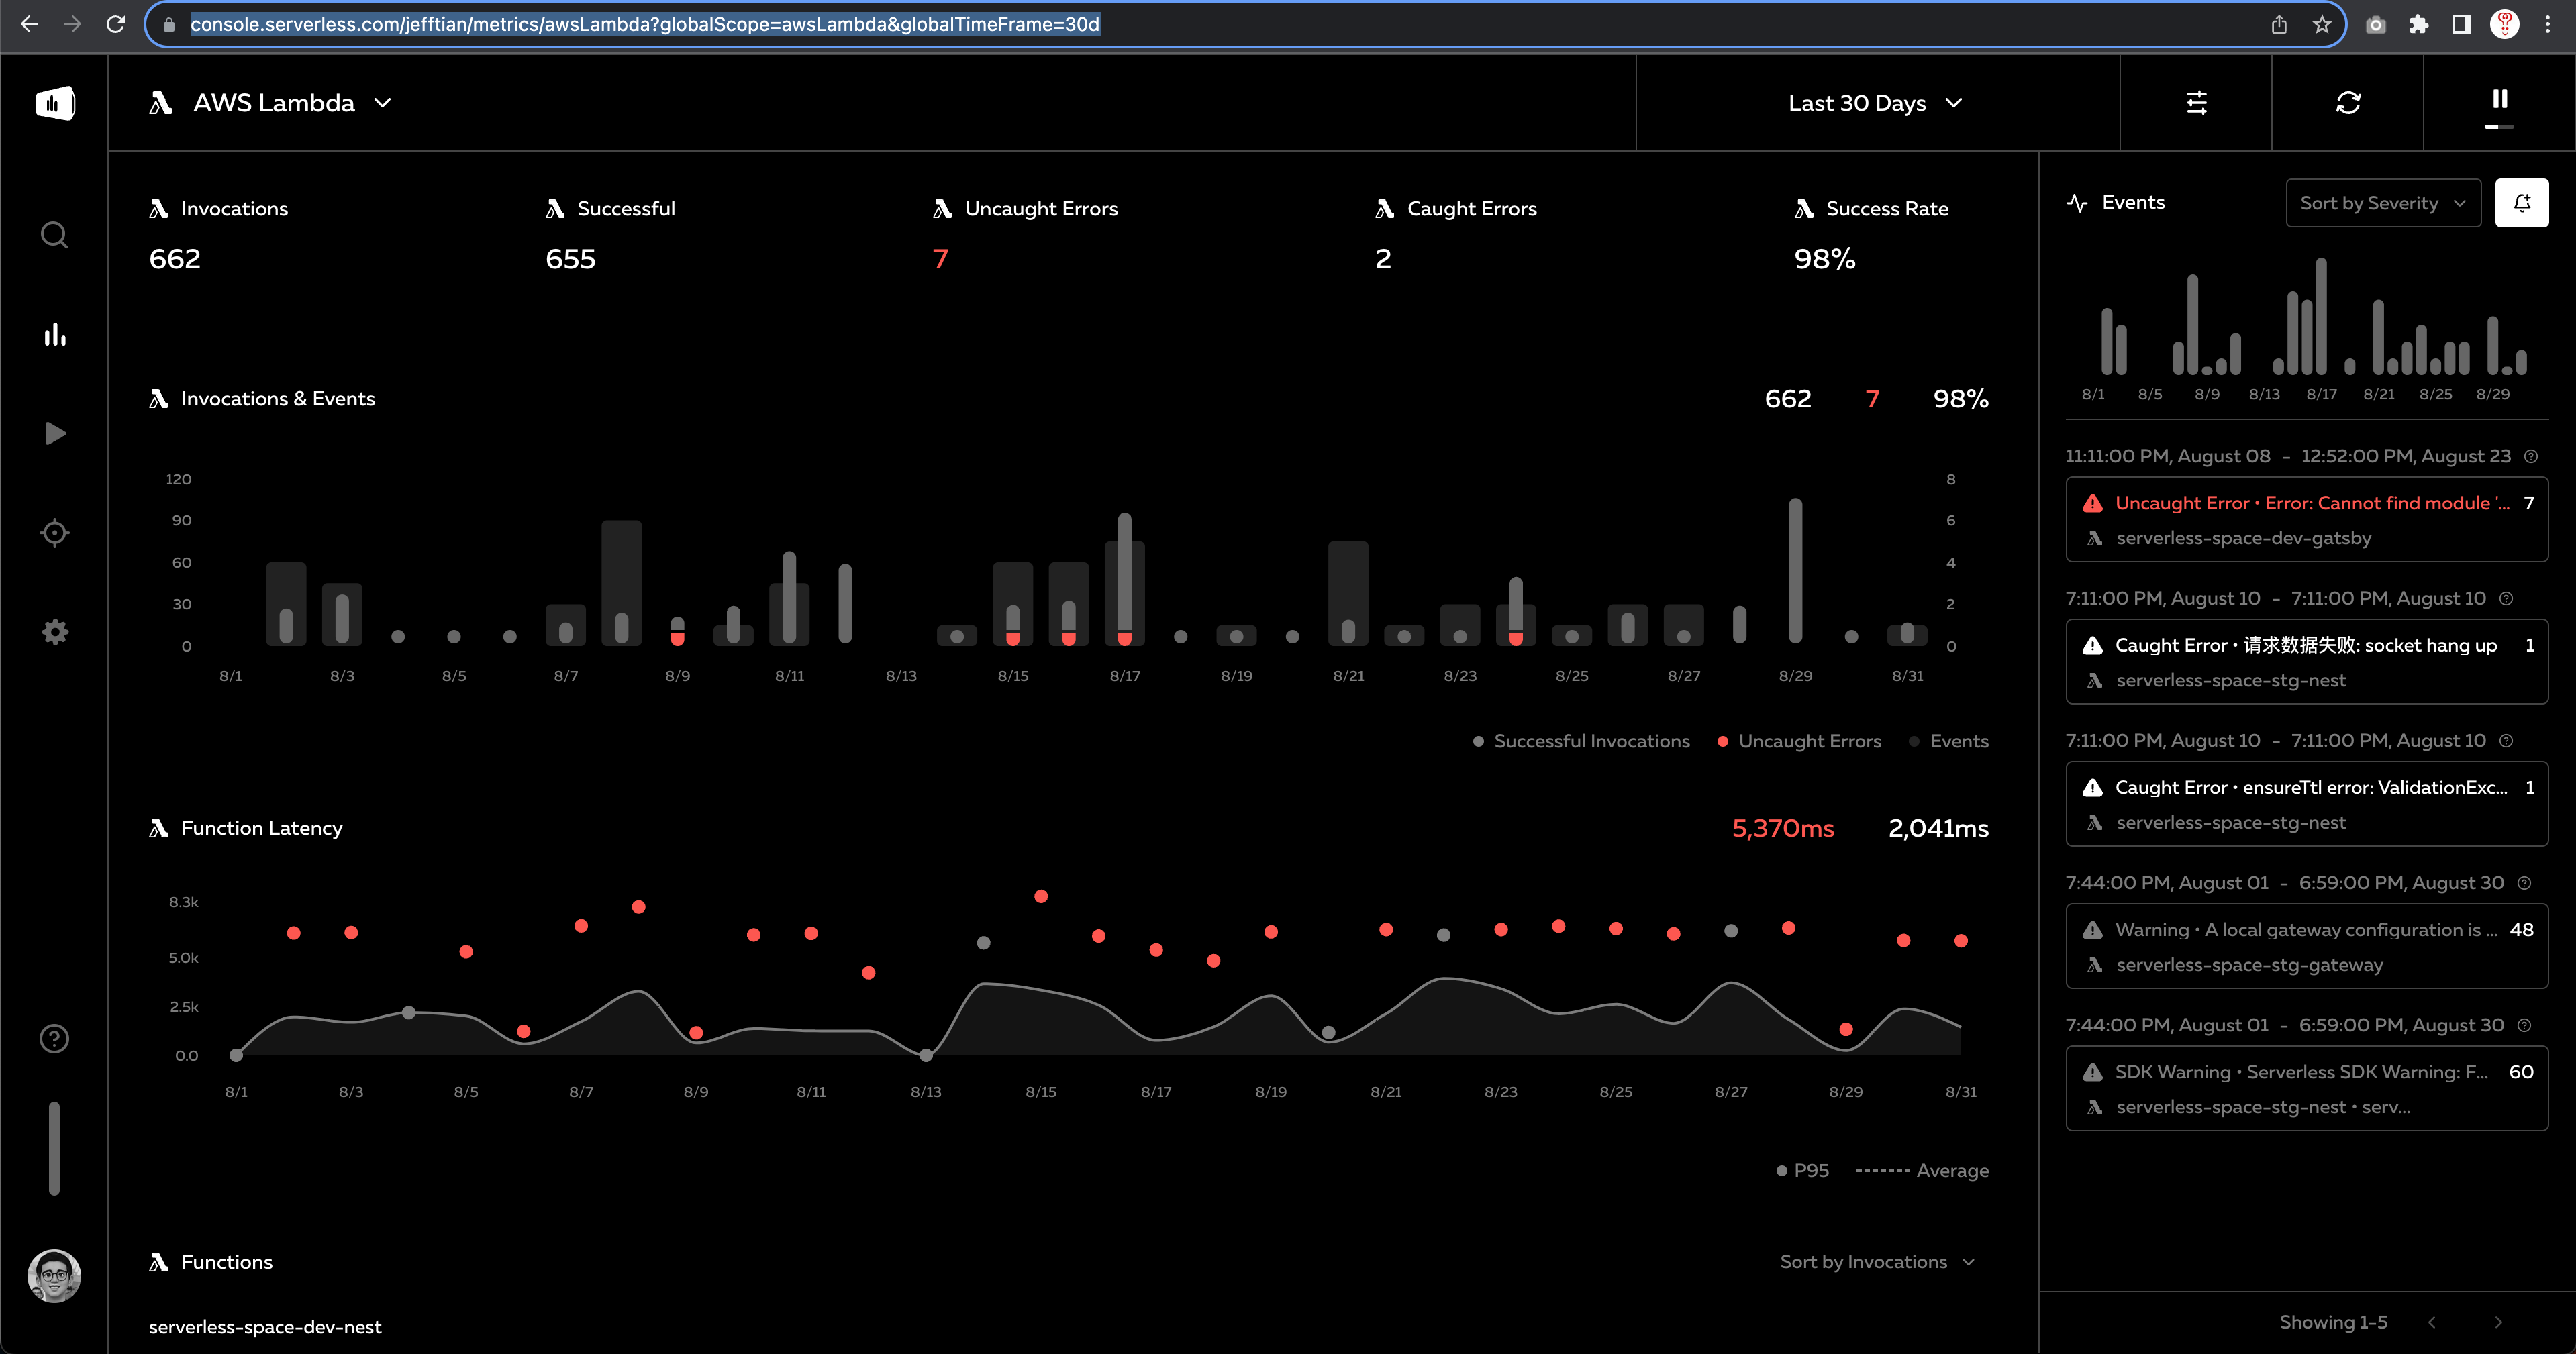 console.serverless.com/jefftian/metrics/awsLambda?globalScope=awsLambda&globalTimeFrame=30d
AWS Lambda
Last 30 Days
Invocations
662
Successful
655
Uncaught Errors
7
Caught Errors
2
Success Rate
98%
Invocations & Events
662 7 98%
120
90
60
30
0
8
6
4
2
0
8/1 8/3 8/5 8/7 8/9 8/11 8/13 8/15 8/17 8/19 8/21 8/23 8/25 8/27 8/29 8/31
Successful Invocations Uncaught Errors Events
Function Latency
5,370ms 2,041ms
8.3k
5.0k
2.5k
0.0
8/1 8/3 8/5 8/7 8/9 8/11 8/13 8/15 8/17 8/19 8/21 8/23 8/25 8/27 8/29 8/31
P95 Average
Functions
Sort by Invocations
serverless-space-dev-nest
Events
Sort by Severity
8/1 8/5 8/9 8/13 8/17 8/21 8/25 8/29
11:11:00 PM, August 08 - 12:52:00 PM, August 23
Uncaught Error • Error: Cannot find module '... 7
serverless-space-dev-gatsby
7:11:00 PM, August 10 - 7:11:00 PM, August 10
Caught Error • 请求数据失败: socket hang up 1
serverless-space-stg-nest
7:11:00 PM, August 10 - 7:11:00 PM, August 10
Caught Error • ensureTtl error: ValidationExc... 1
serverless-space-stg-nest
7:44:00 PM, August 01 - 6:59:00 PM, August 30
Warning • A local gateway configuration is ... 48
serverless-space-stg-gateway
7:44:00 PM, August 01 - 6:59:00 PM, August 30
SDK Warning • Serverless SDK Warning: F... 60
serverless-space-stg-nest • serv...
Showing 1-5